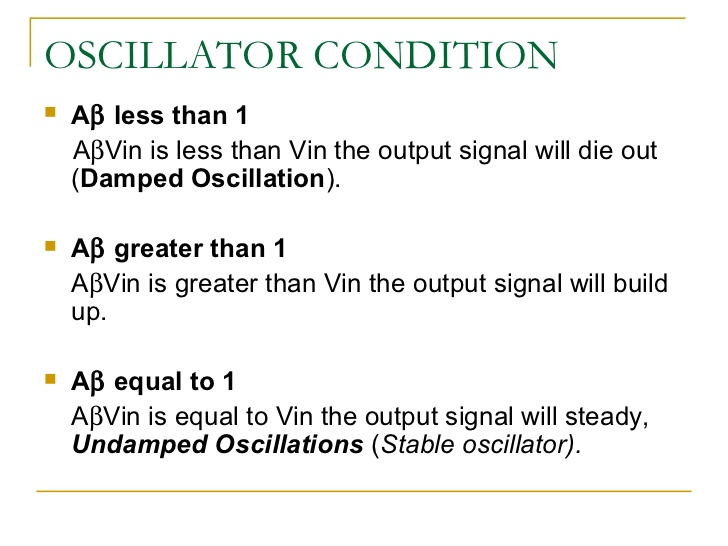 OSCILLATOR CONDITION
Aβ less than 1
AβVin is less than Vin the output signal will die out
(Damped Oscillation).
Aβ greater than 1
AβVin is greater than Vin the output signal will build
up.
Aβ equal to 1
AβVin is equal to Vin the output signal will steady,
Undamped Oscillations (Stable oscillator).